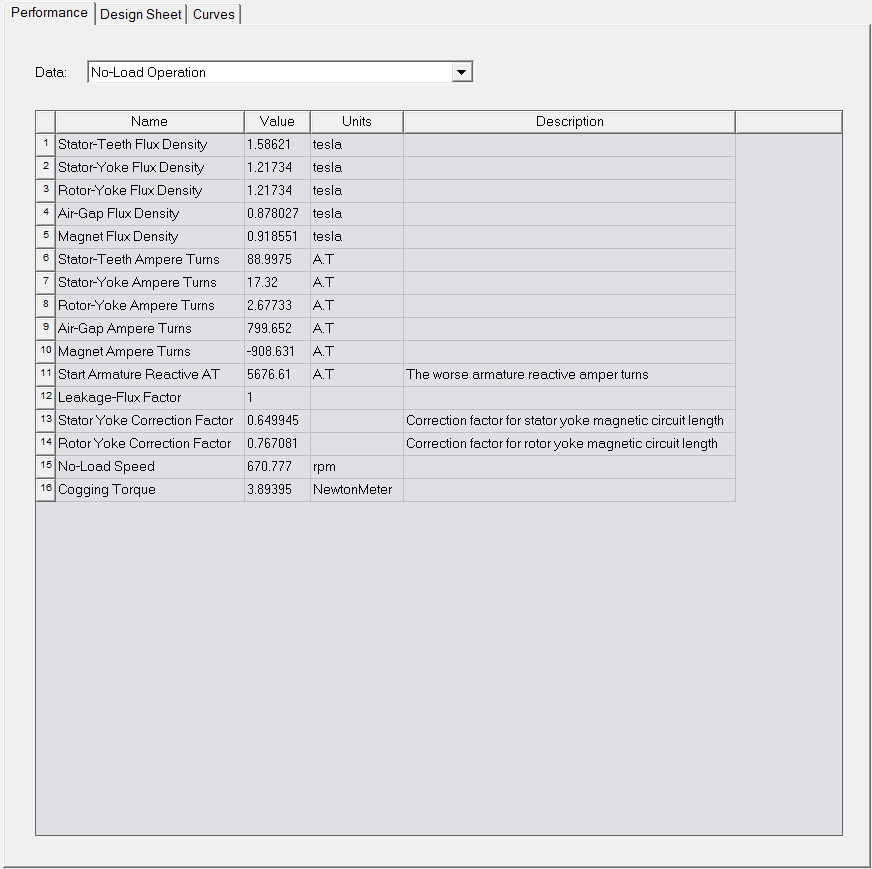 Performance Design Sheet Curves
Data: No-Load Operation
Name Value Units Description
1 Stator-Teeth Flux Density 1.58621 tesla
2 Stator-Yoke Flux Density 1.21734 tesla
3 Rotor-Yoke Flux Density 1.21734 tesla
4 Air-Gap Flux Density 0.878027 tesla
5 Magnet Flux Density 0.918551 tesla
6 Stator-Teeth Ampere Turns 88.9975 A.T
7 Stator-Yoke Ampere Turns 17.32 A.T
8 Rotor-Yoke Ampere Turns 2.67733 A.T
9 Air-Gap Ampere Turns 799.652 A.T
10 Magnet Ampere Turns -908.631 A.T
11 Start Armature Reactive AT 5676.61 A.T The worse armature reactive amper turns
12 Leakage-Flux Factor 1
13 Stator Yoke Correction Factor 0.649945 Correction factor for stator yoke magnetic circuit length
14 Rotor Yoke Correction Factor 0.767081 Correction factor for rotor yoke magnetic circuit length
15 No-Load Speed 670.777 rpm
16 Cogging Torque 3.89395 NewtonMeter